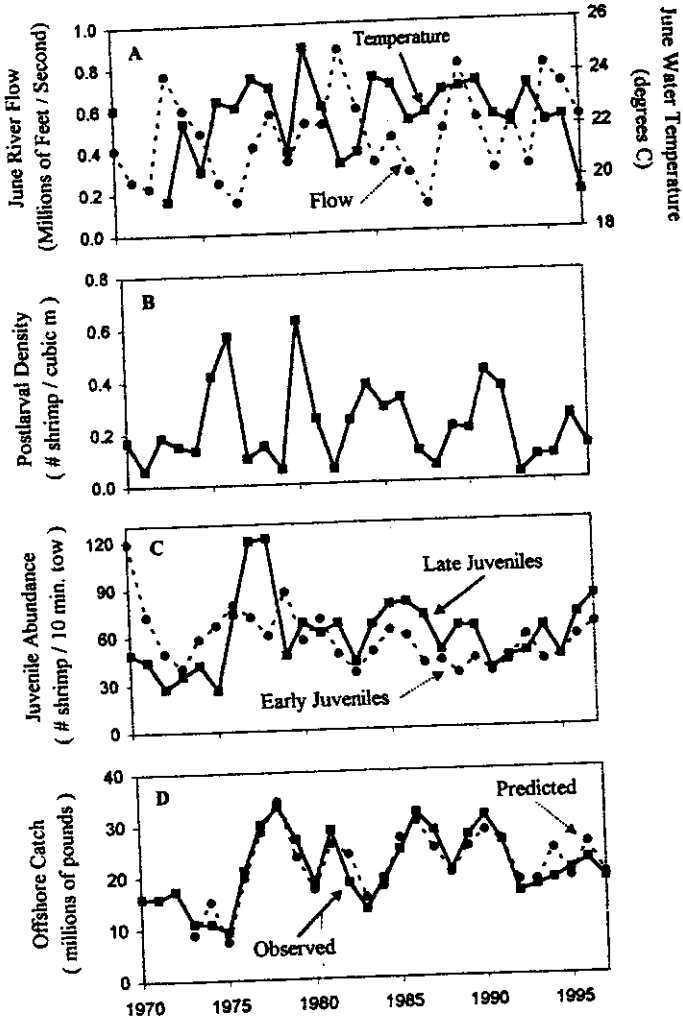 A
1.0
0.8
0.6
0.4
0.2
0.0
June River Flow
(Millions of Feet / Second)
Temperature
Flow
26
24
22
20
18
June Water Temperature
(degrees C)
B
0.8
0.6
0.4
0.2
0.0
Postlarval Density
( # shrimp / cubic m )
C
120
90
60
30
0
Juvenile Abundance
( # shrimp / 10 min. tow)
Late Juveniles
Early Juveniles
D
40
30
20
10
0
Offshore Catch
( millions of pounds )
Predicted
Observed
1970 1975 1980 1985 1990 1995